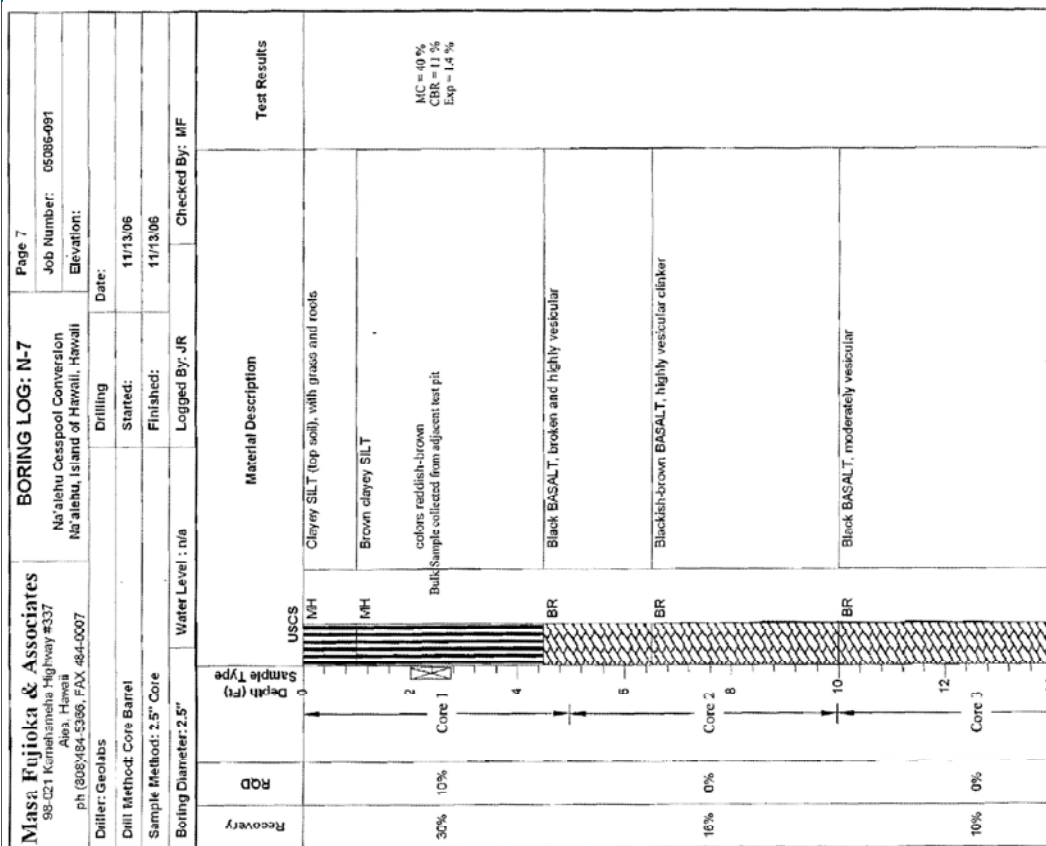 Masa Fujioka & Associates
98-021 Kamehameha Highway #337
Aiea, Hawaii
ph (808)484-5366, FAX 484-0007
BORING LOG: N-7
Na'alehu Cesspool Conversion
Na'alehu, Island of Hawaii, Hawaii
Page 7
Job Number: 05086-091
Elevation:
Driller: Geolabs
Drilling
Date:
Drill Method: Core Barrel
Started:
11/13/06
Sample Method: 2.5" Core
Finished:
11/13/06
Boring Diameter: 2.5"
Water Level : n/a
Logged By: JR
Checked By: MF
Recovery
RQD
Depth (Ft)
Sample Type
USCS
Material Description
Test Results
0
MH
Clayey SILT (top soil), with grass and roots
MH
Brown clayey SILT
2
30%
10%
Core 1
colors reddish-brown
Bulk Sample collected from adjacent test pit
MC = 40 %
CBR = 11 %
Exp = 1.4 %
4
BR
Black BASALT, broken and highly vesicular
6
BR
Blackish-brown BASALT, highly vesicular clinker
16%
0%
Core 2
8
10
BR
Black BASALT, moderately vesicular
12
10%
0%
Core 3